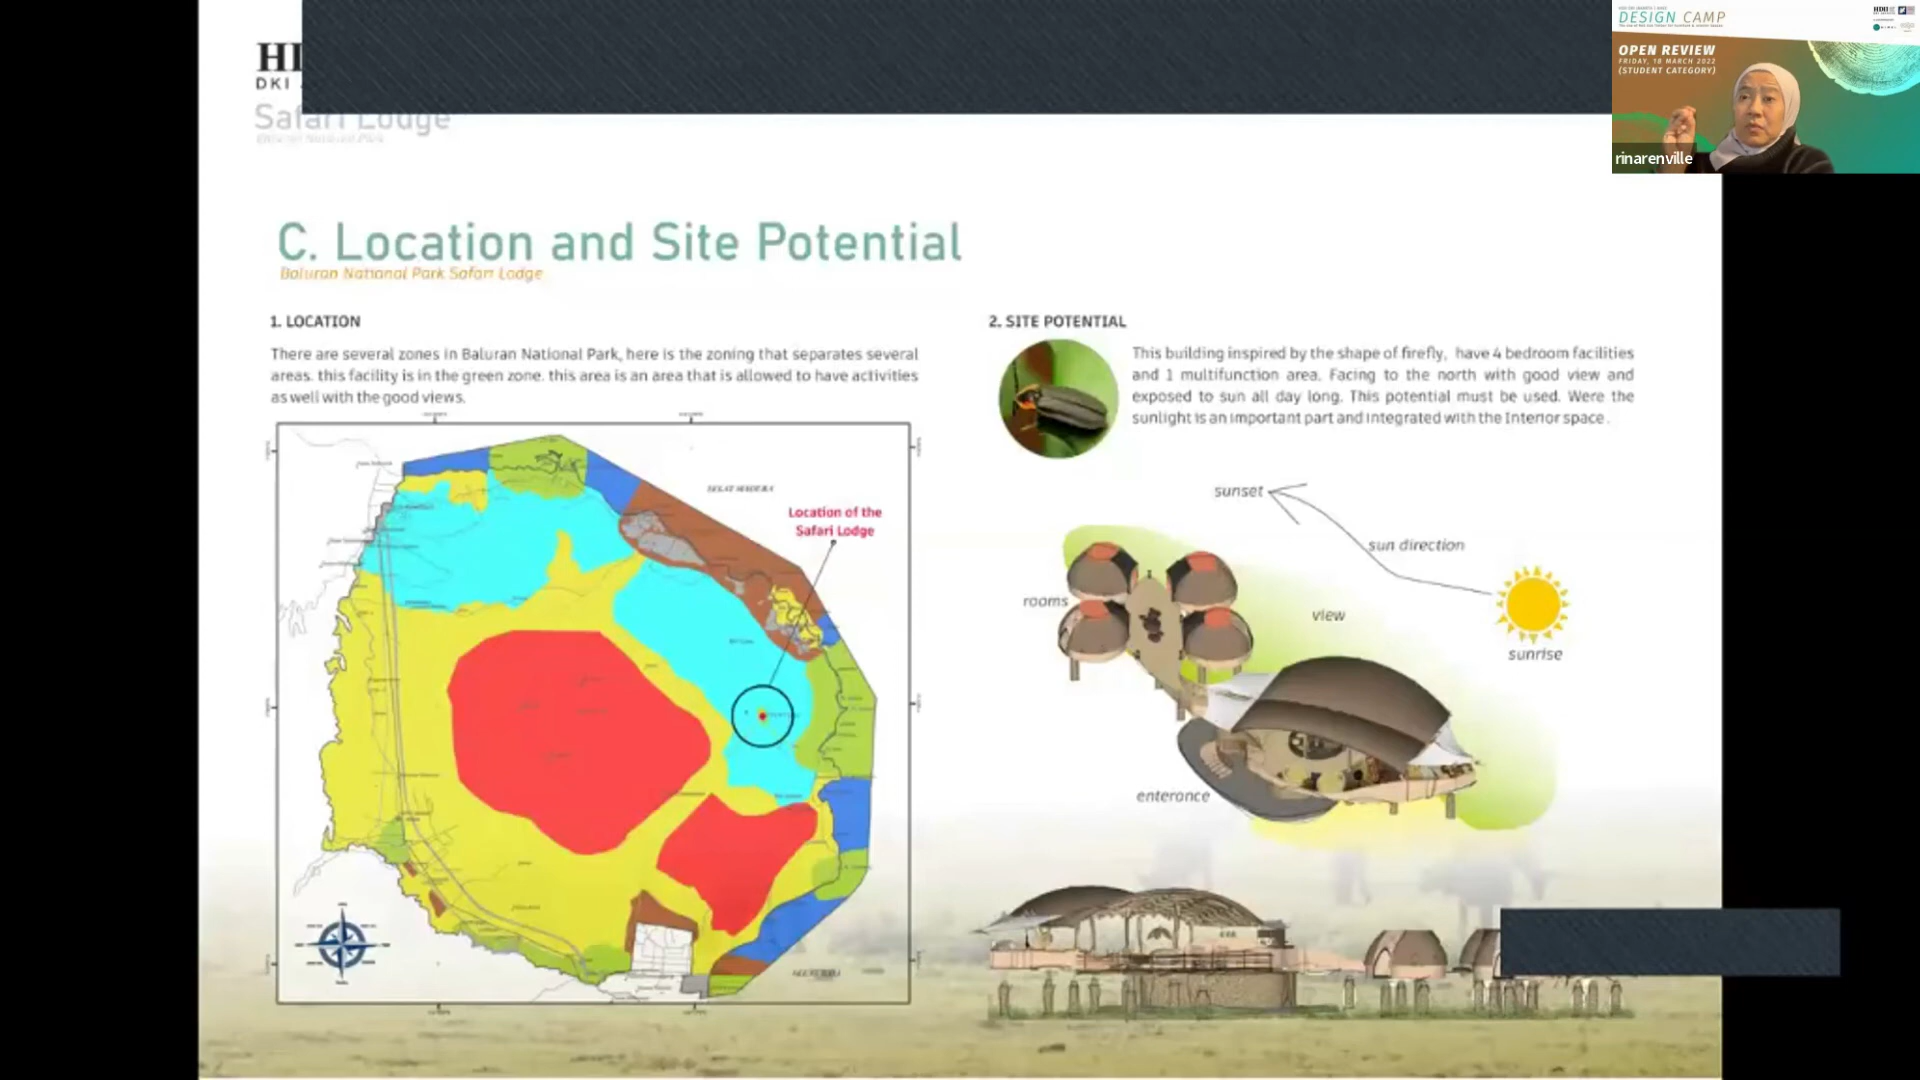 DKI
Safari Lodge
C. Location and Site Potential
Baluran National Park Safari Lodge
1. LOCATION
There are several zones in Baluran National Park, here is the zoning that separates several
areas. this facility is in the green zone. this area is an area that is allowed to have activities
as well with the good views.
SELAT MADURA
Location of the
Safari Lodge
2. SITE POTENTIAL
This building inspired by the shape of firefly, have 4 bedroom facilities
and 1 multifunction area. Facing to the north with good view and
exposed to sun all day long. This potential must be used. Were the
sunlight is an important part and integrated with the Interior space.
sunset
sun direction
rooms
view
sunrise
enterance
DESIGN CAMP
OPEN REVIEW
FRIDAY, 18 MARCH 2022
(STUDENT CATEGORY)
rinarenville